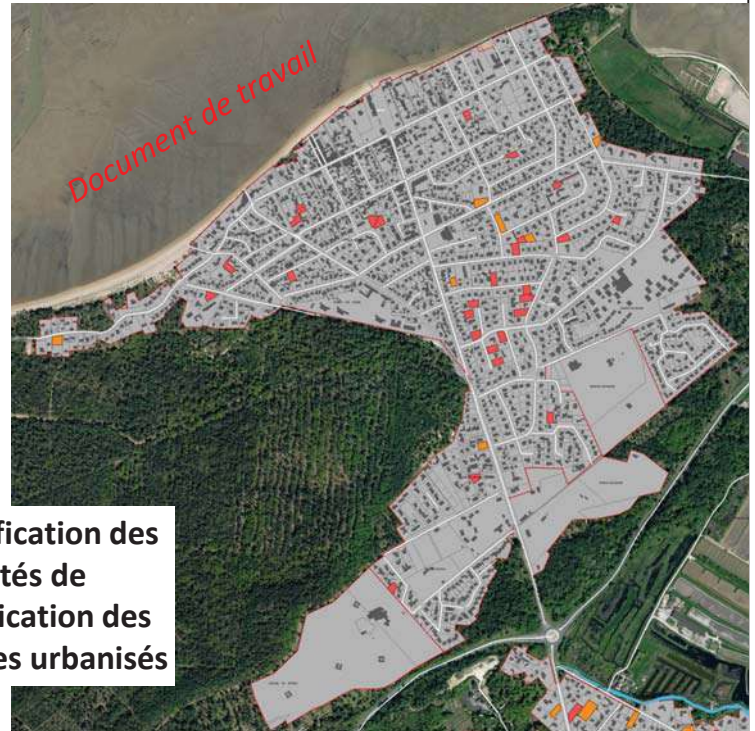 Document de travail
fication des
tés de
ication des
es urbanisés